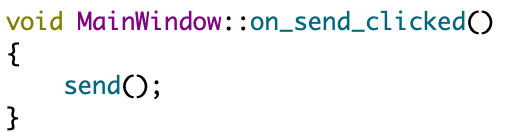 void MainWindow::on_send_clicked()
{
    send();
}